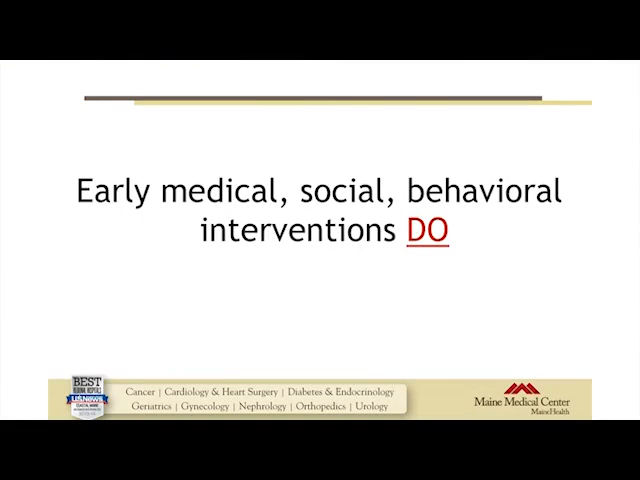 Early medical, social, behavioral
interventions DO
BEST
REGIONAL HOSPITALS
U.S.News
Cancer | Cardiology & Heart Surgery | Diabetes & Endocrinology
Geriatrics | Gynecology | Nephrology | Orthopedics | Urology
Maine Medical Center
MaineHealth